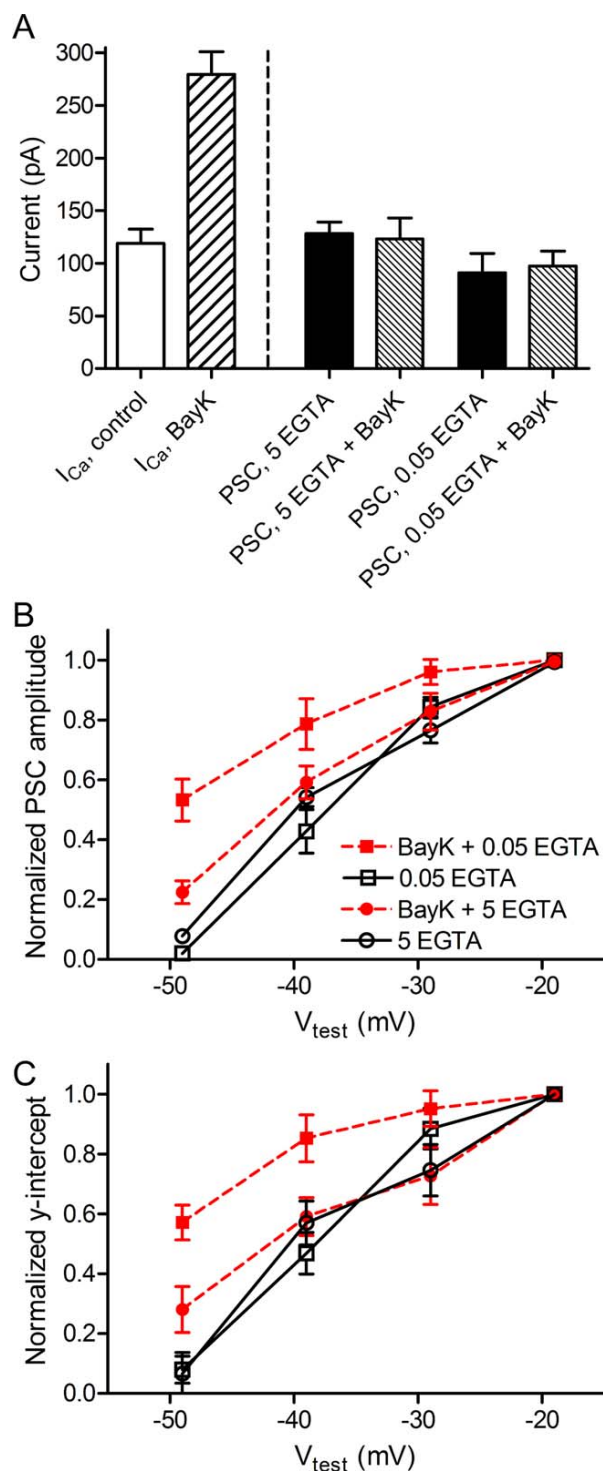 A
300
250
200
150
100
50
0
Current (pA)
I_Ca, control
I_Ca, BayK
PSC, 5 EGTA
PSC, 5 EGTA + BayK
PSC, 0.05 EGTA
PSC, 0.05 EGTA + BayK
B
1.0
0.8
0.6
0.4
0.2
0.0
Normalized PSC amplitude
BayK + 0.05 EGTA
0.05 EGTA
BayK + 5 EGTA
5 EGTA
-50 -40 -30 -20
V_test (mV)
C
1.0
0.8
0.6
0.4
0.2
0.0
Normalized y-intercept
-50 -40 -30 -20
V_test (mV)